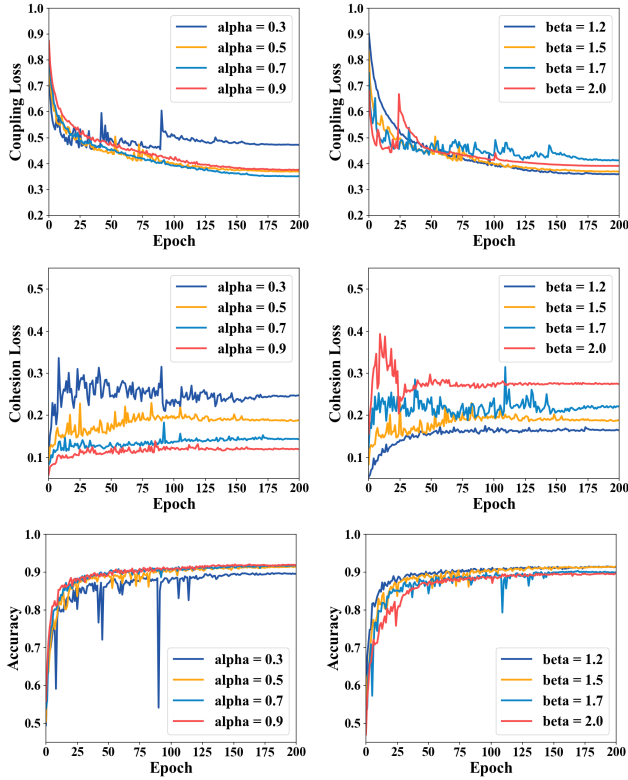 1.0
0.9
0.8
0.7
0.6
0.5
0.4
0.3
0.2
Coupling Loss
0 25 50 75 100 125 150 175 200
Epoch
alpha = 0.3
alpha = 0.5
alpha = 0.7
alpha = 0.9
1.0
0.9
0.8
0.7
0.6
0.5
0.4
0.3
0.2
Coupling Loss
0 25 50 75 100 125 150 175 200
Epoch
beta = 1.2
beta = 1.5
beta = 1.7
beta = 2.0
0.5
0.4
0.3
0.2
0.1
Cohesion Loss
0 25 50 75 100 125 150 175 200
Epoch
alpha = 0.3
alpha = 0.5
alpha = 0.7
alpha = 0.9
0.5
0.4
0.3
0.2
0.1
Cohesion Loss
0 25 50 75 100 125 150 175 200
Epoch
beta = 1.2
beta = 1.5
beta = 1.7
beta = 2.0
1.0
0.9
0.8
0.7
0.6
0.5
Accuracy
0 25 50 75 100 125 150 175 200
Epoch
alpha = 0.3
alpha = 0.5
alpha = 0.7
alpha = 0.9
1.0
0.9
0.8
0.7
0.6
0.5
Accuracy
0 25 50 75 100 125 150 175 200
Epoch
beta = 1.2
beta = 1.5
beta = 1.7
beta = 2.0